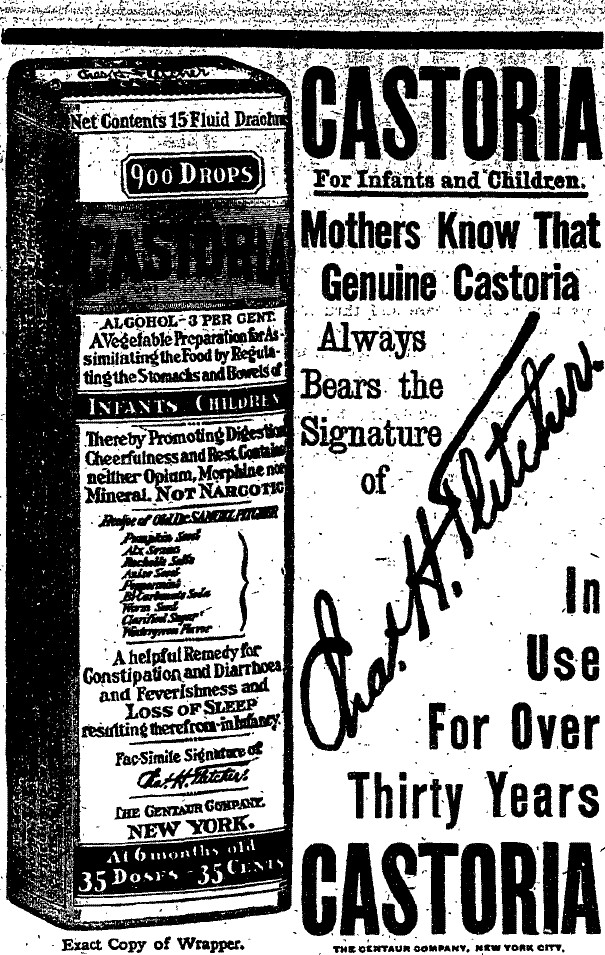 Chas. H. Fletcher
Net Contents 15 Fluid Drachm
900 DROPS
CASTORIA
ALCOHOL-3 PER CENT.
A Vegetable Preparation for As-
similating the Food by Regula-
ting the Stomachs and Bowels of
INFANTS CHILDREN
Thereby Promoting Digestion
Cheerfulness and Rest. Contains
neither Opium, Morphine nor
Mineral. NOT NARCOTIC
Recipe of Old Dr. SAMUEL PITCHER
Pumpkin Seed
Alx Senna
Rochelle Salts
Anise Seed
Peppermint
Bi Carbonate Soda
Worm Seed
Clarified Sugar
Wintergreen Flavor
A helpful Remedy for
Constipation and Diarrhoea
and Feverishness and
LOSS OF SLEEP
resulting therefrom-in Infancy.
Fac-Simile Signature of
Chas. H. Fletcher.
THE CENTAUR COMPANY.
NEW YORK.
At 6 months old
35 DOSES - 35 CENTS
Exact Copy of Wrapper.
CASTORIA
For Infants and Children.
Mothers Know That
Genuine Castoria
Always
Bears the
Signature
of
Chas. H. Fletcher.
In
Use
For Over
Thirty Years
CASTORIA
THE CENTAUR COMPANY, NEW YORK CITY.